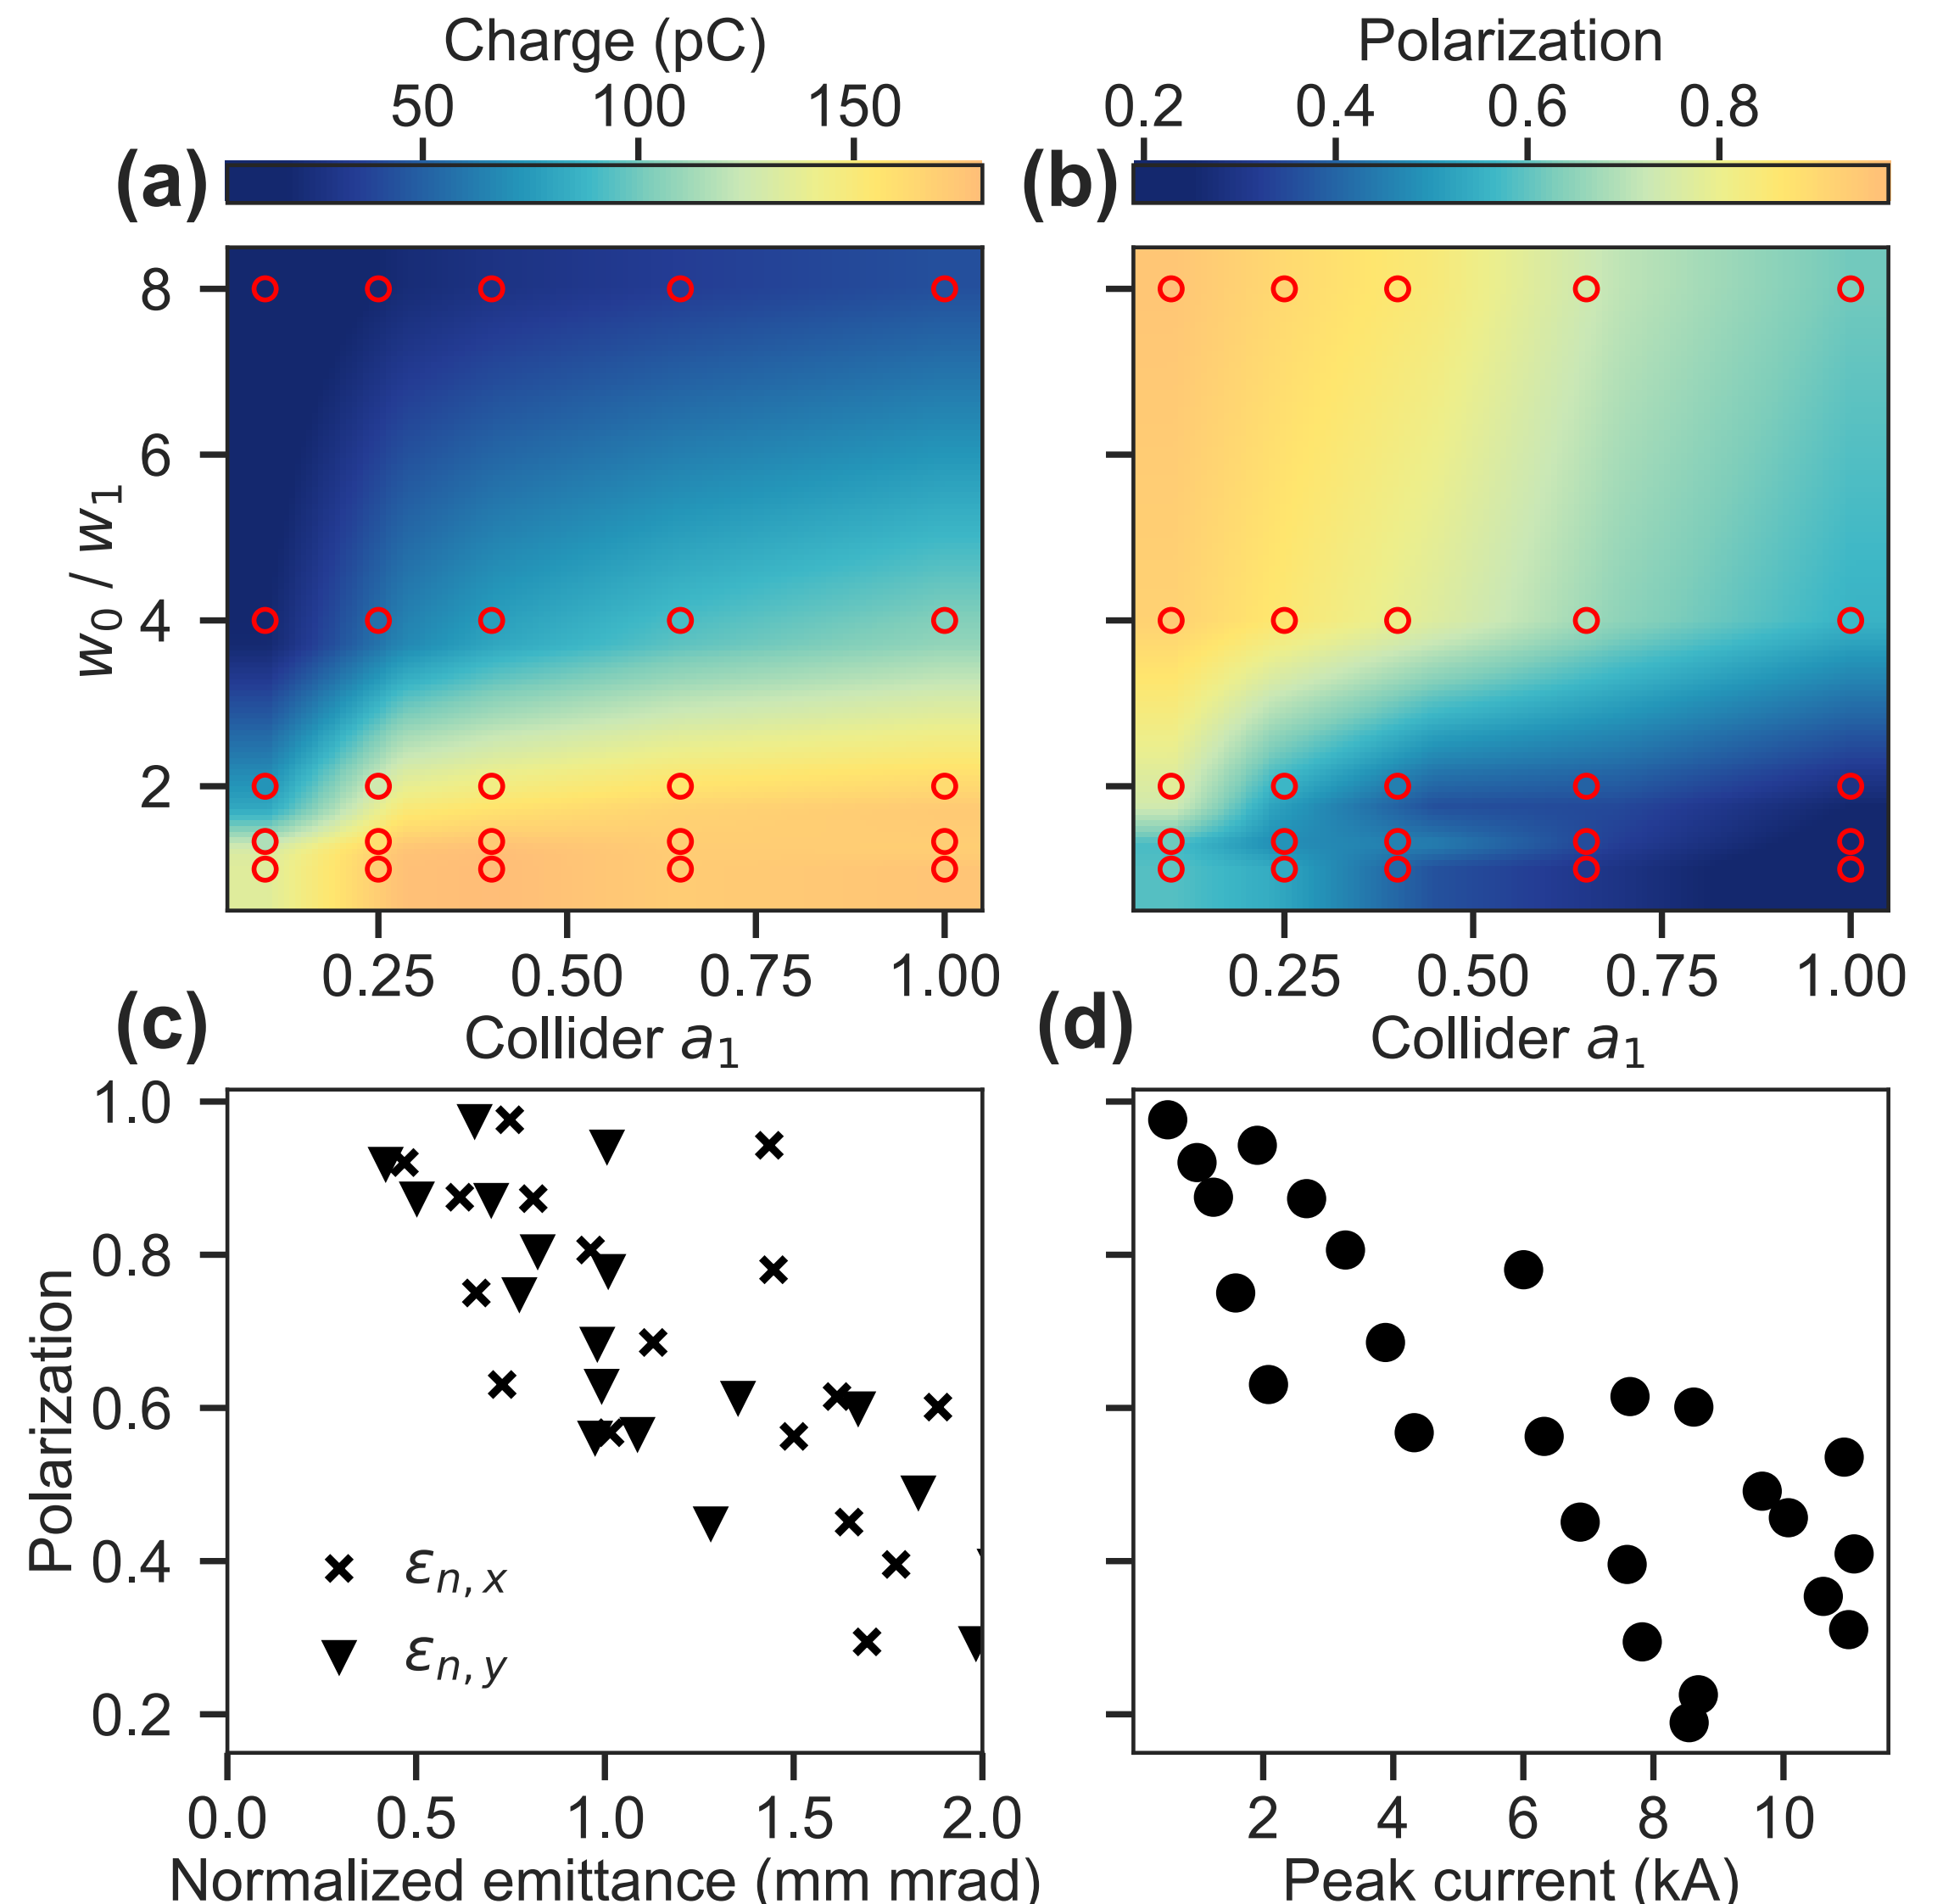 Charge (pC)
50 100 150
(a)
8
6
4
2
w0 / w1
0.25 0.50 0.75 1.00
Collider a1
Polarization
0.2 0.4 0.6 0.8
(b)
0.25 0.50 0.75 1.00
Collider a1
(c)
1.0
0.8
0.6
0.4
0.2
Polarization
εn, x
εn, y
0.0 0.5 1.0 1.5 2.0
Normalized emittance (mm mrad)
(d)
2 4 6 8 10
Peak current (kA)